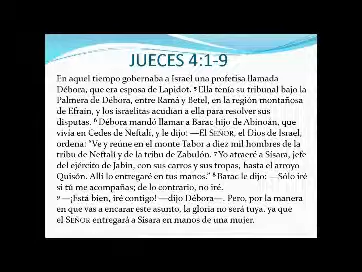 JUECES 4:1-9
En aquel tiempo gobernaba a Israel una profetisa llamada
Débora, que era esposa de Lapidot. ⁵ Ella tenía su tribunal bajo la
Palmera de Débora, entre Ramá y Betel, en la región montañosa
de Efraín, y los israelitas acudían a ella para resolver sus
disputas. ⁶ Débora mandó llamar a Barac hijo de Abinoán, que
vivía en Cedes de Neftalí, y le dijo: —El SEÑOR, el Dios de Israel,
ordena: "Ve y reúne en el monte Tabor a diez mil hombres de la
tribu de Neftalí y de la tribu de Zabulón. ⁷ Yo atraeré a Sísara, jefe
del ejército de Jabín, con sus carros y sus tropas, hasta el arroyo
Quisón. Allí lo entregaré en tus manos." ⁸ Barac le dijo: —Sólo iré
si tú me acompañas; de lo contrario, no iré.
⁹ —¡Está bien, iré contigo! —dijo Débora—. Pero, por la manera
en que vas a encarar este asunto, la gloria no será tuya, ya que
el SEÑOR entregará a Sísara en manos de una mujer.